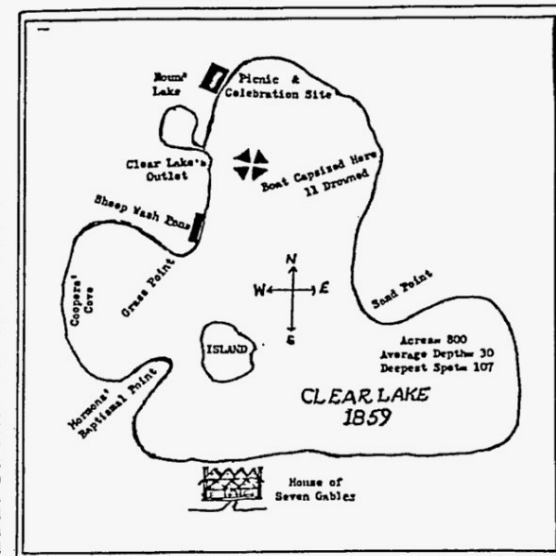 Round
Lake
Picnic &
Celebration Site
Clear Lake's
Outlet
Boat Capsized Here
11 Drowned
Sheep Wash Pens
Grass Point
Coopers'
Cove
N
W E
S
Sand Point
ISLAND
Acres= 800
Average Depth= 30
Deepest Spot= 107
Mormons'
Baptismal Point
CLEAR LAKE
1859
House of
Seven Gables